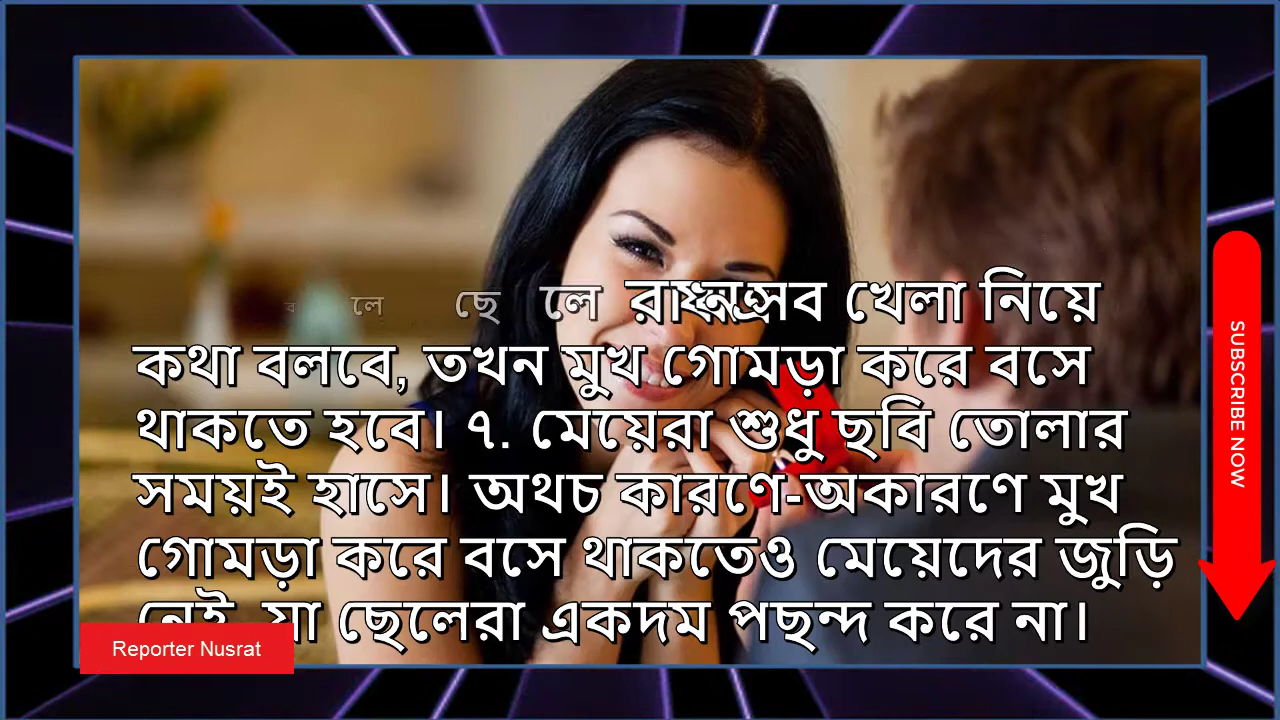 খেলা নিয়ে
কথা বলবে, তখন মুখ গোমড়া করে বসে
থাকতে হবে। ৭. মেয়েরা শুধু ছবি তোলার
সময়ই হাসে। অথচ কারণে-অকারণে মুখ
গোমড়া করে বসে থাকতেও মেয়েদের জুড়ি
নেই, যা ছেলেরা একদম পছন্দ করে না।
Reporter Nusrat
SUBSCRIBE NOW